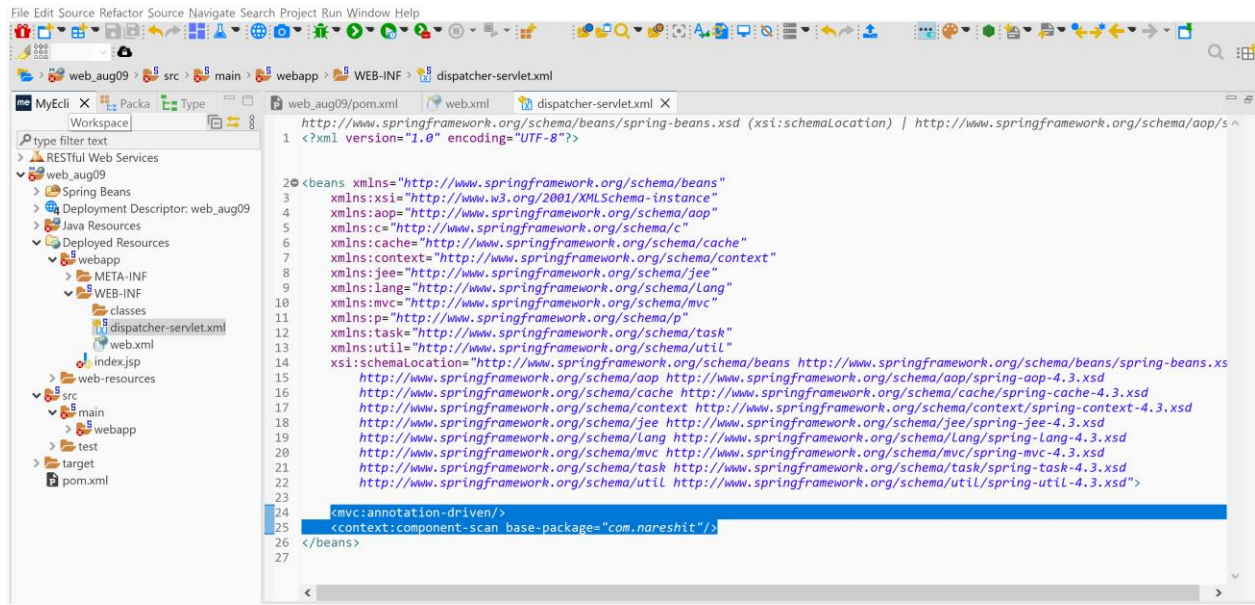 File Edit Source Refactor Source Navigate Search Project Run Window Help
web_aug09 > src > main > webapp > WEB-INF > dispatcher-servlet.xml
MyEcli Packa Type
web_aug09/pom.xml web.xml dispatcher-servlet.xml
Workspace
type filter text
RESTful Web Services
web_aug09
Spring Beans
Deployment Descriptor: web_aug09
Java Resources
Deployed Resources
webapp
META-INF
WEB-INF
classes
dispatcher-servlet.xml
web.xml
index.jsp
web-resources
src
main
webapp
test
target
pom.xml
http://www.springframework.org/schema/beans/spring-beans.xsd (xsi:schemaLocation) | http://www.springframework.org/schema/aop/s
1 <?xml version="1.0" encoding="UTF-8"?>
2 <beans xmlns="http://www.springframework.org/schema/beans"
3 xmlns:xsi="http://www.w3.org/2001/XMLSchema-instance"
4 xmlns:aop="http://www.springframework.org/schema/aop"
5 xmlns:c="http://www.springframework.org/schema/c"
6 xmlns:cache="http://www.springframework.org/schema/cache"
7 xmlns:context="http://www.springframework.org/schema/context"
8 xmlns:jee="http://www.springframework.org/schema/jee"
9 xmlns:lang="http://www.springframework.org/schema/lang"
10 xmlns:mvc="http://www.springframework.org/schema/mvc"
11 xmlns:p="http://www.springframework.org/schema/p"
12 xmlns:task="http://www.springframework.org/schema/task"
13 xmlns:util="http://www.springframework.org/schema/util"
14 xsi:schemaLocation="http://www.springframework.org/schema/beans http://www.springframework.org/schema/beans/spring-beans.xs
15 http://www.springframework.org/schema/aop http://www.springframework.org/schema/aop/spring-aop-4.3.xsd
16 http://www.springframework.org/schema/cache http://www.springframework.org/schema/cache/spring-cache-4.3.xsd
17 http://www.springframework.org/schema/context http://www.springframework.org/schema/context/spring-context-4.3.xsd
18 http://www.springframework.org/schema/jee http://www.springframework.org/schema/jee/spring-jee-4.3.xsd
19 http://www.springframework.org/schema/lang http://www.springframework.org/schema/lang/spring-lang-4.3.xsd
20 http://www.springframework.org/schema/mvc http://www.springframework.org/schema/mvc/spring-mvc-4.3.xsd
21 http://www.springframework.org/schema/task http://www.springframework.org/schema/task/spring-task-4.3.xsd
22 http://www.springframework.org/schema/util http://www.springframework.org/schema/util/spring-util-4.3.xsd">
23
24 <mvc:annotation-driven/>
25 <context:component-scan base-package="com.nareshit"/>
26 </beans>
27